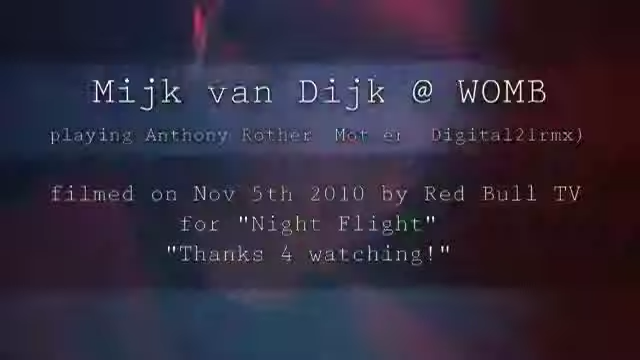 Mijk van Dijk @ WOMB
playing Anthony Rother Digital21rmx)
filmed on Nov 5th 2010 by Red Bull TV
for "Night Flight"
"Thanks 4 watching!"